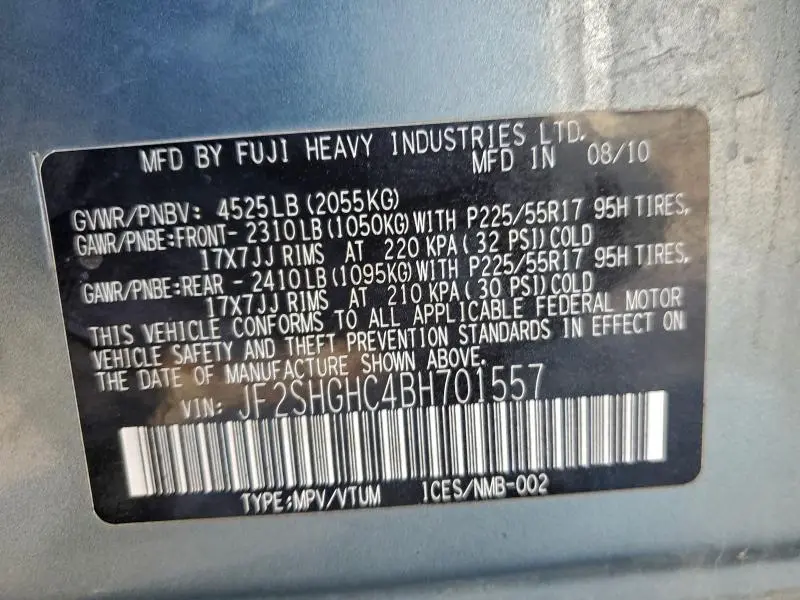 MFD BY FUJI HEAVY INDUSTRIES LTD.
MFD IN 08/10
GVWR/PNBV: 4525LB (2055KG)
GAWR/PNBE:FRONT- 2310LB(1050KG)WITH P225/55R17 95H TIRES,
17X7JJ RIMS AT 220 KPA( 32 PSI)COLD
GAWR/PNBE:REAR - 2410LB(1095KG)WITH P225/55R17 95H TIRES,
17X7JJ RIMS AT 210 KPA( 30 PSI)COLD
THIS VEHICLE CONFORMS TO ALL APPLICABLE FEDERAL MOTOR
VEHICLE SAFETY AND THEFT PREVENTION STANDARDS IN EFFECT ON
THE DATE OF MANUFACTURE SHOWN ABOVE.
VIN: JF2SHGHC4BH701557
TYPE:MPV/VTUM ICES/NMB-002